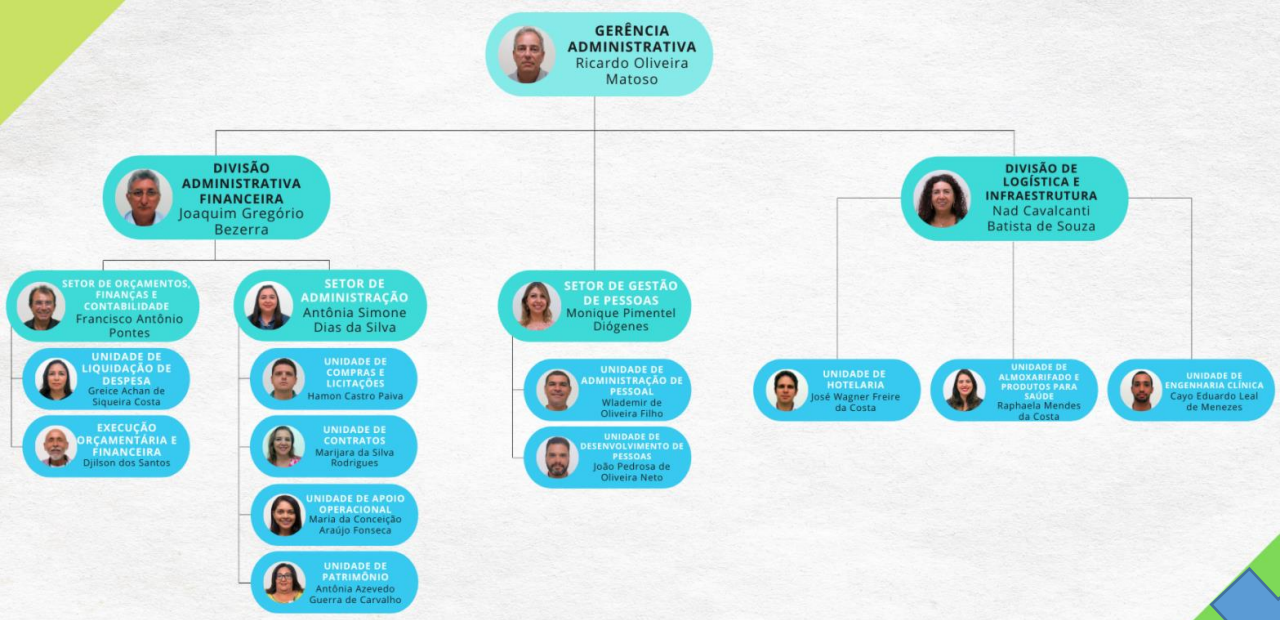 GERÊNCIA
ADMINISTRATIVA
Ricardo Oliveira
Matoso
DIVISÃO
ADMINISTRATIVA
FINANCEIRA
Joaquim Gregório
Bezerra
DIVISÃO DE
LOGÍSTICA E
INFRAESTRUTURA
Nad Cavalcanti
Batista de Souza
SETOR DE ORÇAMENTOS,
FINANÇAS E
CONTABILIDADE
Francisco Antônio
Pontes
SETOR DE
ADMINISTRAÇÃO
Antônia Simone
Dias da Silva
SETOR DE GESTÃO
DE PESSOAS
Monique Pimentel
Diógenes
UNIDADE DE
LIQUIDAÇÃO DE
DESPESA
Greice Achan de
Siqueira Costa
UNIDADE DE
COMPRAS E
LICITAÇÕES
Hamon Castro Paiva
UNIDADE DE
ADMINISTRAÇÃO DE
PESSOAL
Wlademir de
Oliveira Filho
UNIDADE DE
HOTELARIA
José Wagner Freire
da Costa
UNIDADE DE
ALMOXARIFADO E
PRODUTOS PARA
SAÚDE
Raphaela Mendes
da Costa
UNIDADE DE
ENGENHARIA CLÍNICA
Cayo Eduardo Leal
de Menezes
EXECUÇÃO
ORÇAMENTÁRIA E
FINANCEIRA
Djilson dos Santos
UNIDADE DE
CONTRATOS
Marijara da Silva
Rodrigues
UNIDADE DE
DESENVOLVIMENTO DE
PESSOAS
João Pedrosa de
Oliveira Neto
UNIDADE DE APOIO
OPERACIONAL
Maria da Conceição
Araújo Fonseca
UNIDADE DE
PATRIMÔNIO
Antônia Azevedo
Guerra de Carvalho